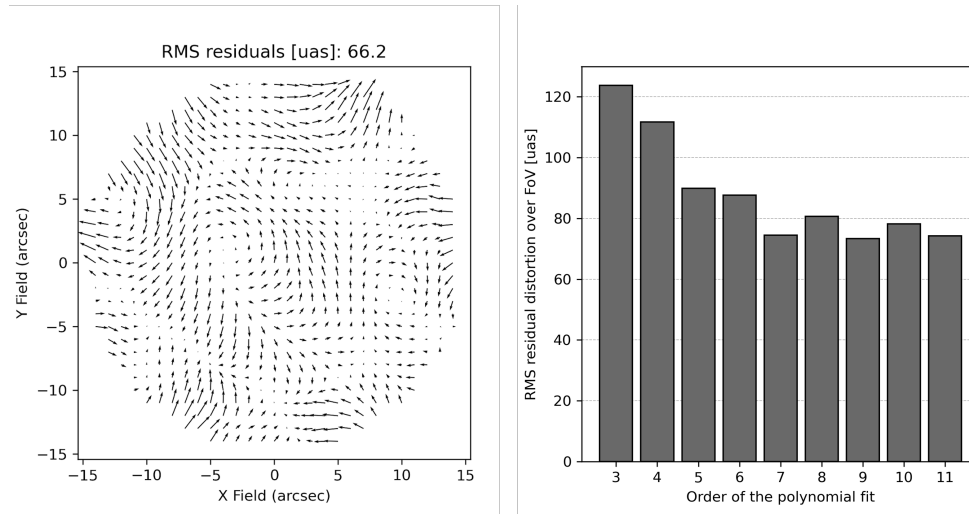 RMS residuals [uas]: 66.2
15
10
5
0
−5
−10
−15
Y Field (arcsec)
−15 −10 −5 0 5 10 15
X Field (arcsec)
120
100
80
60
40
20
0
RMS residual distortion over FoV [uas]
3 4 5 6 7 8 9 10 11
Order of the polynomial fit